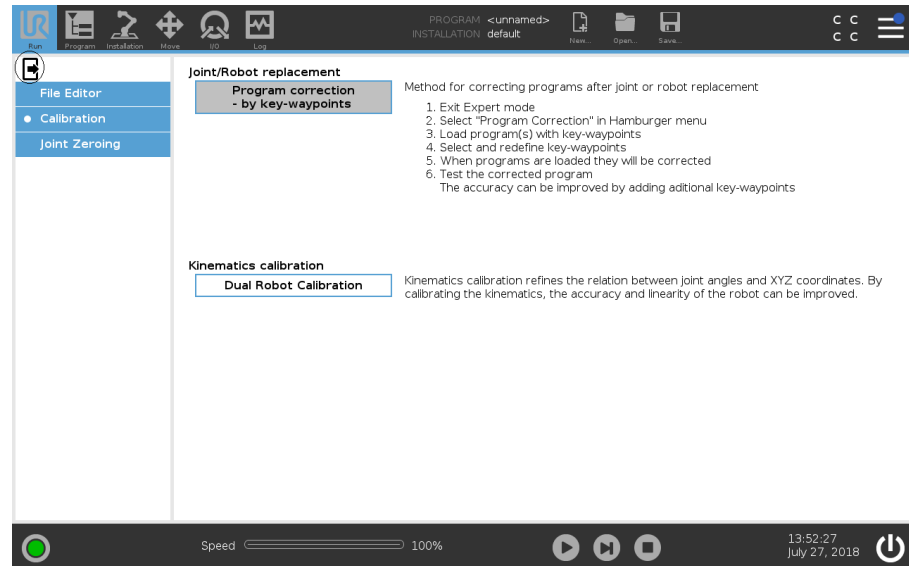 UR
PROGRAM <unnamed>
INSTALLATION default
C C
C C
Run Program Installation Move I/O Log New... Open... Save...
File Editor
Calibration
Joint Zeroing
Joint/Robot replacement
Program correction
- by key-waypoints
Method for correcting programs after joint or robot replacement
1. Exit Expert mode
2. Select "Program Correction" in Hamburger menu
3. Load program(s) with key-waypoints
4. Select and redefine key-waypoints
5. When programs are loaded they will be corrected
6. Test the corrected program
The accuracy can be improved by adding aditional key-waypoints
Kinematics calibration
Dual Robot Calibration
Kinematics calibration refines the relation between joint angles and XYZ coordinates. By
calibrating the kinematics, the accuracy and linearity of the robot can be improved.
Speed 100%
13:52:27
July 27, 2018